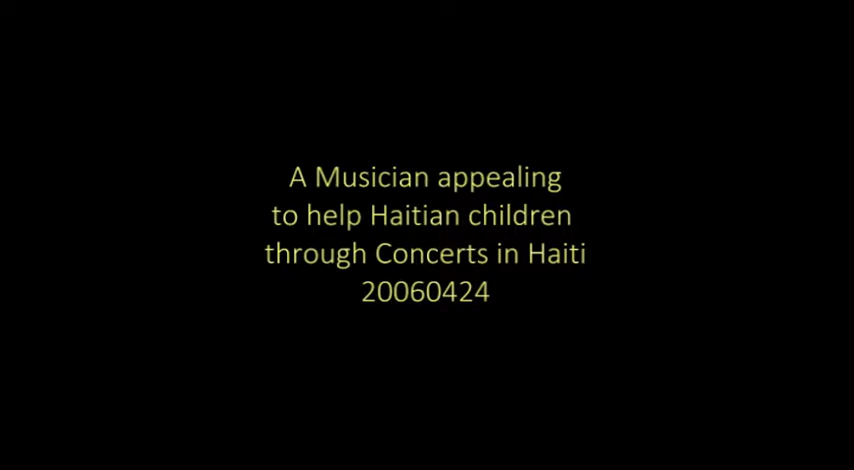 A Musician appealing
to help Haitian children
through Concerts in Haiti
20060424